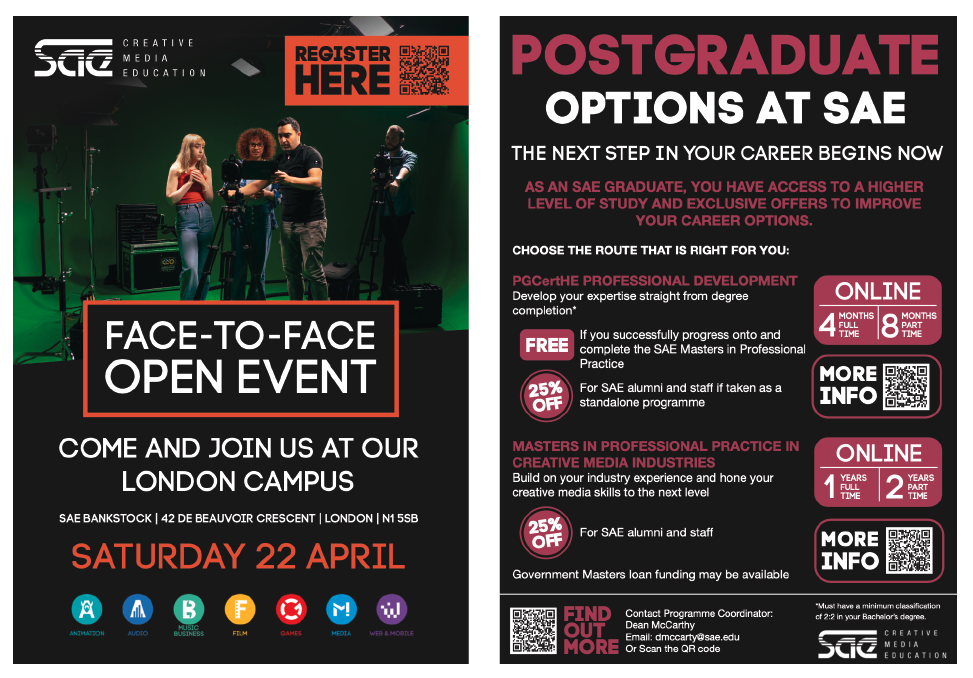 SAE CREATIVE
MEDIA
EDUCATION
REGISTER
HERE
FACE-TO-FACE
OPEN EVENT
COME AND JOIN US AT OUR
LONDON CAMPUS
SAE BANKSTOCK | 42 DE BEAUVOIR CRESCENT | LONDON | N1 5SB
SATURDAY 22 APRIL
ANIMATION
AUDIO
MUSIC
BUSINESS
FILM
GAMES
MEDIA
WEB & MOBILE
POSTGRADUATE
OPTIONS AT SAE
THE NEXT STEP IN YOUR CAREER BEGINS NOW
AS AN SAE GRADUATE, YOU HAVE ACCESS TO A HIGHER
LEVEL OF STUDY AND EXCLUSIVE OFFERS TO IMPROVE
YOUR CAREER OPTIONS.
CHOOSE THE ROUTE THAT IS RIGHT FOR YOU:
PGCertHE PROFESSIONAL DEVELOPMENT
Develop your expertise straight from degree
completion*
FREE
If you successfully progress onto and
complete the SAE Masters in Professional
Practice
25%
OFF
For SAE alumni and staff if taken as a
standalone programme
ONLINE
4 MONTHS FULL TIME
8 MONTHS PART TIME
MORE
INFO
MASTERS IN PROFESSIONAL PRACTICE IN
CREATIVE MEDIA INDUSTRIES
Build on your industry experience and hone your
creative media skills to the next level
25%
OFF
For SAE alumni and staff
Government Masters loan funding may be available
ONLINE
1 YEARS FULL TIME
2 YEARS PART TIME
MORE
INFO
FIND
OUT
MORE
Contact Programme Coordinator:
Dean McCarthy
Email: dmccarty@sae.edu
Or Scan the QR code
*Must have a minimum classification
of 2:2 in your Bachelor's degree.
SAE CREATIVE
MEDIA
EDUCATION